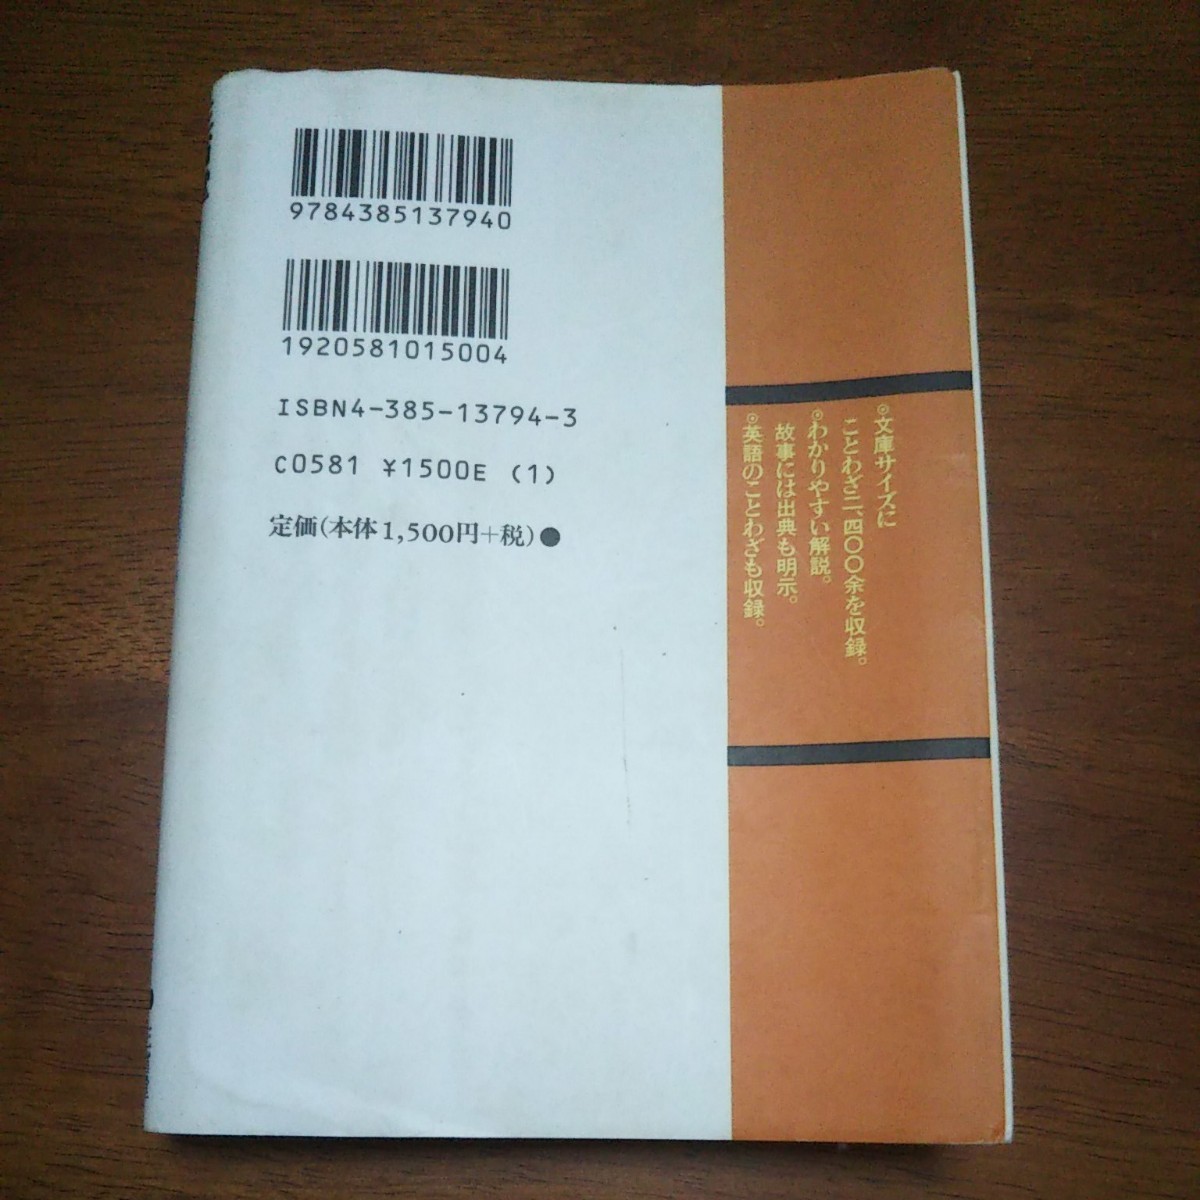 9784385137940
1920581015004
ISBN4-385-13794-3
C0581 ¥1500E (1)
定価(本体1,500円+税)●
◎文庫サイズに
ことわざ二、四〇〇余を収録。
◎わかりやすい解説。
故事には出典も明示。
◎英語のことわざも収録。